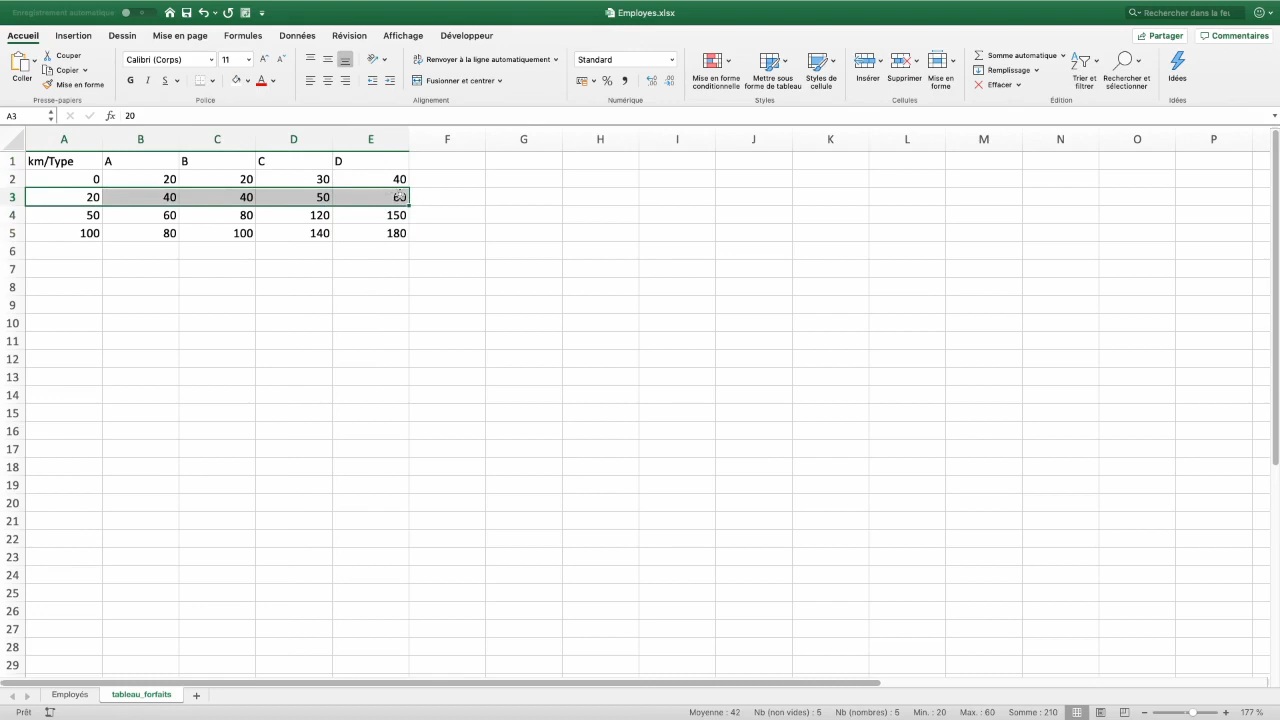 Enregistrement automatique
Employes.xlsx
Rechercher dans la feu
Accueil Insertion Dessin Mise en page Formules Données Révision Affichage Développeur
Partager Commentaires
Coller
Couper
Copier
Mise en forme
Presse-papiers
Calibri (Corps) 11
Police
Renvoyer à la ligne automatiquement
Fusionner et centrer
Alignement
Standard
Numérique
Mise en forme conditionnelle
Mettre sous forme de tableau
Styles de cellule
Styles
Insérer Supprimer Mise en forme
Cellules
Somme automatique
Remplissage
Effacer
Trier et filtrer
Rechercher et sélectionner
Édition
Idées
Idées
A3 fx 20
A B C D E F G H I J K L M N O P
1 km/Type A B C D
2 0 20 20 30 40
3 20 40 40 50 60
4 50 60 80 120 150
5 100 80 100 140 180
6
7
8
9
10
11
12
13
14
15
16
17
18
19
20
21
22
23
24
25
26
27
28
29
Employés tableau_forfaits +
Prêt Moyenne : 42 Nb (non vides) : 5 Nb (nombres) : 5 Min. : 20 Max. : 60 Somme : 210 177 %